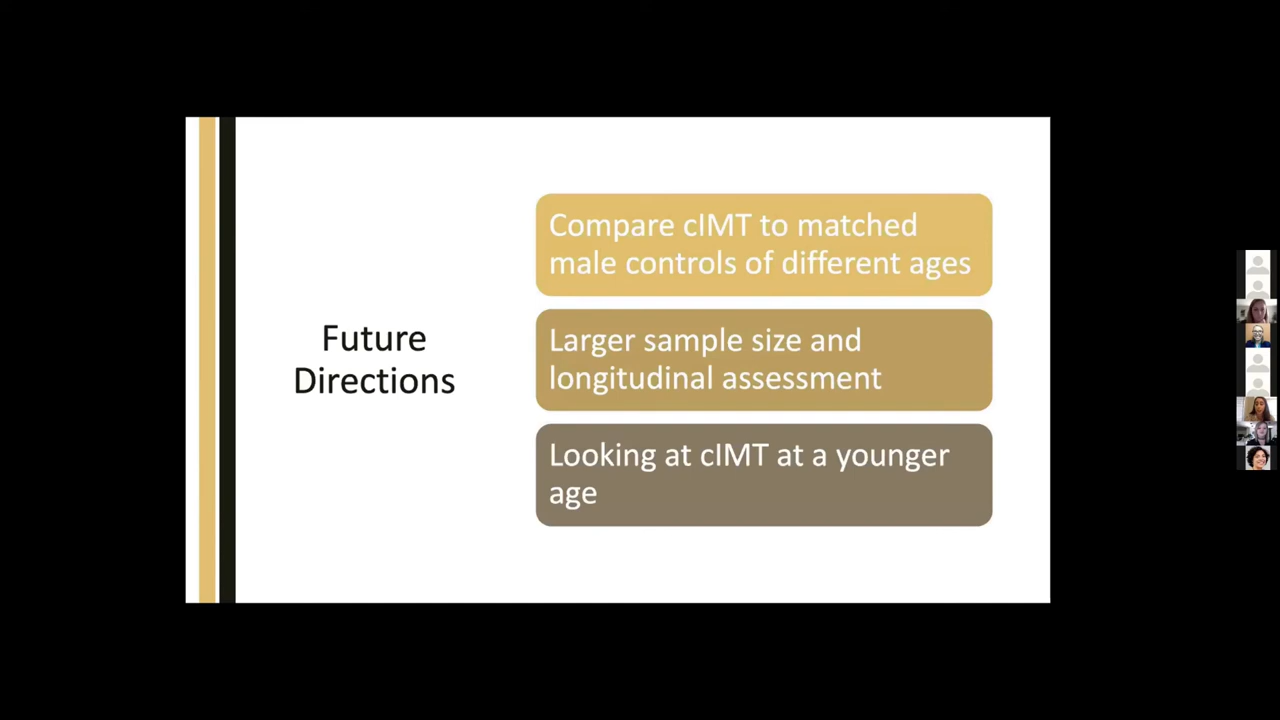 Future
Directions
Compare cIMT to matched
male controls of different ages
Larger sample size and
longitudinal assessment
Looking at cIMT at a younger
age